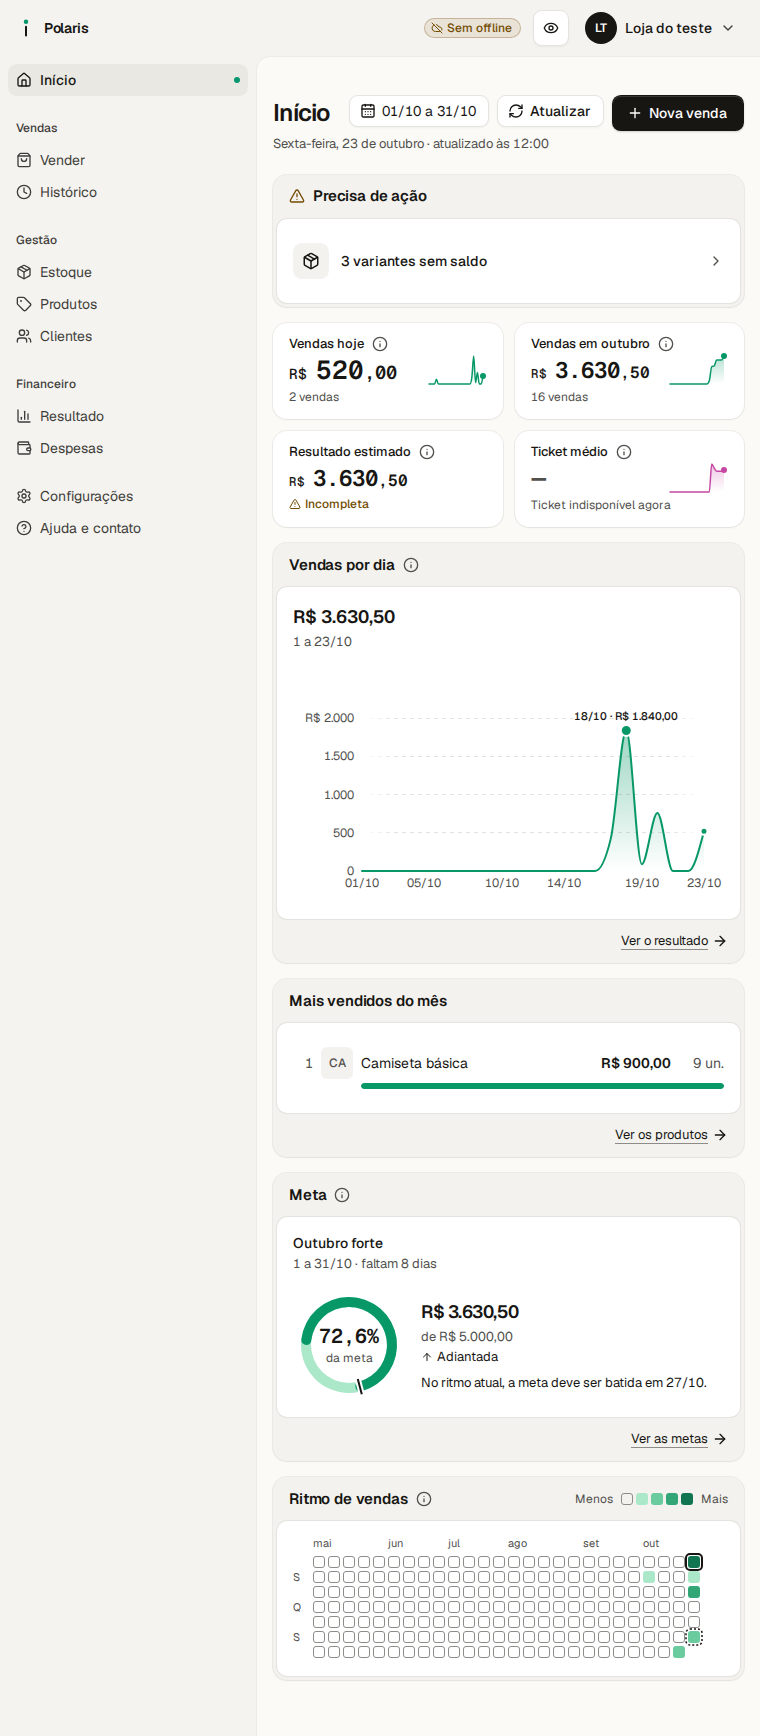 Polaris
Sem offline
LT
Loja do teste
Início
Vendas
Vender
Histórico
Gestão
Estoque
Produtos
Clientes
Financeiro
Resultado
Despesas
Configurações
Ajuda e contato
Início
01/10 a 31/10
Atualizar
Nova venda
Sexta-feira, 23 de outubro · atualizado às 12:00
Precisa de ação
3 variantes sem saldo
Vendas hoje
R$ 520,00
2 vendas
Vendas em outubro
R$ 3.630,50
16 vendas
Resultado estimado
R$ 3.630,50
Incompleta
Ticket médio
—
Ticket indisponível agora
Vendas por dia
R$ 3.630,50
1 a 23/10
18/10 · R$ 1.840,00
R$ 2.000
1.500
1.000
500
0
01/10 05/10 10/10 14/10 19/10 23/10
Ver o resultado
Mais vendidos do mês
1 CA Camiseta básica R$ 900,00 9 un.
Ver os produtos
Meta
Outubro forte
1 a 31/10 · faltam 8 dias
72,6%
da meta
R$ 3.630,50
de R$ 5.000,00
Adiantada
No ritmo atual, a meta deve ser batida em 27/10.
Ver as metas
Ritmo de vendas
Menos Mais
mai jun jul ago set out
S
Q
S